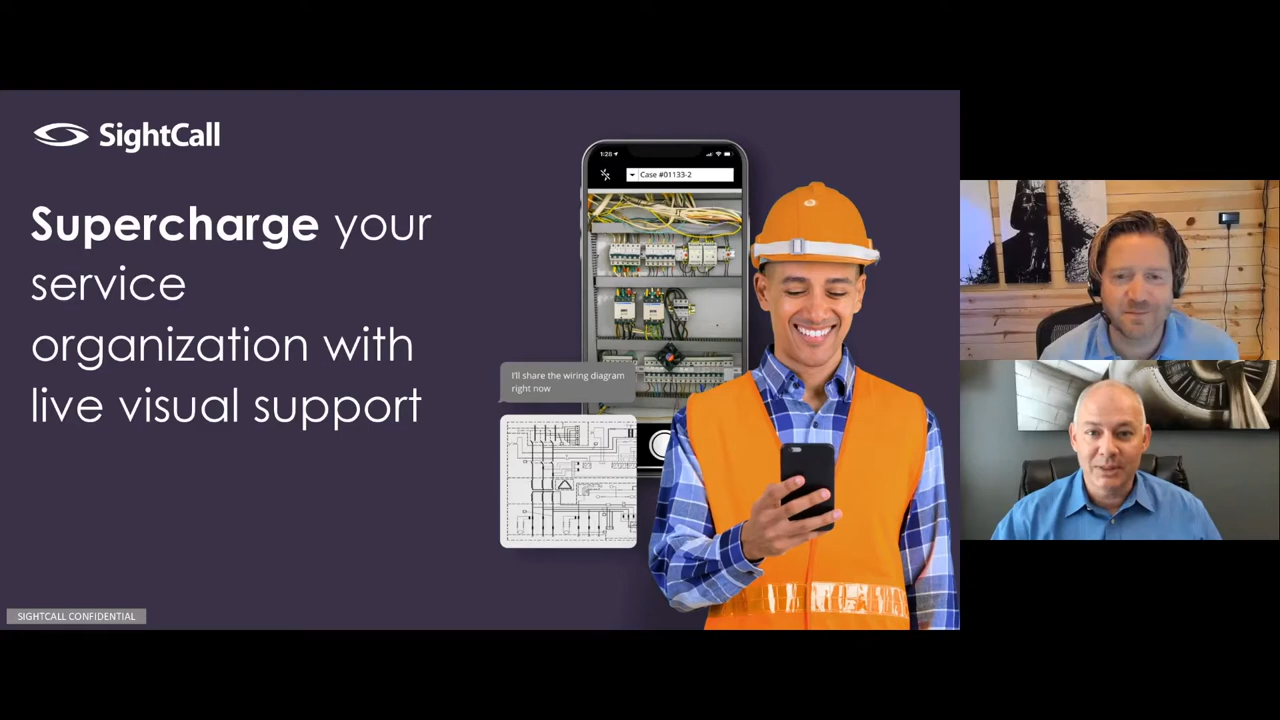 SightCall
Supercharge your
service
organization with
live visual support
1:28
Case #01133-2
I'll share the wiring diagram
right now
SIGHTCALL CONFIDENTIAL